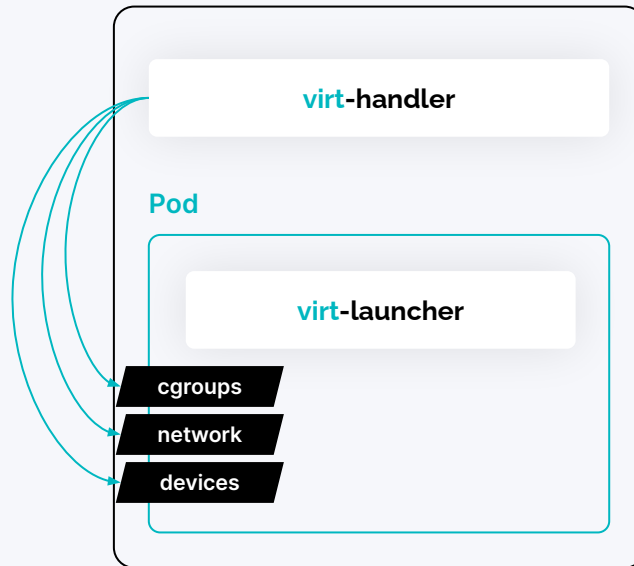 virt-handler
Pod
virt-launcher
cgroups
network
devices